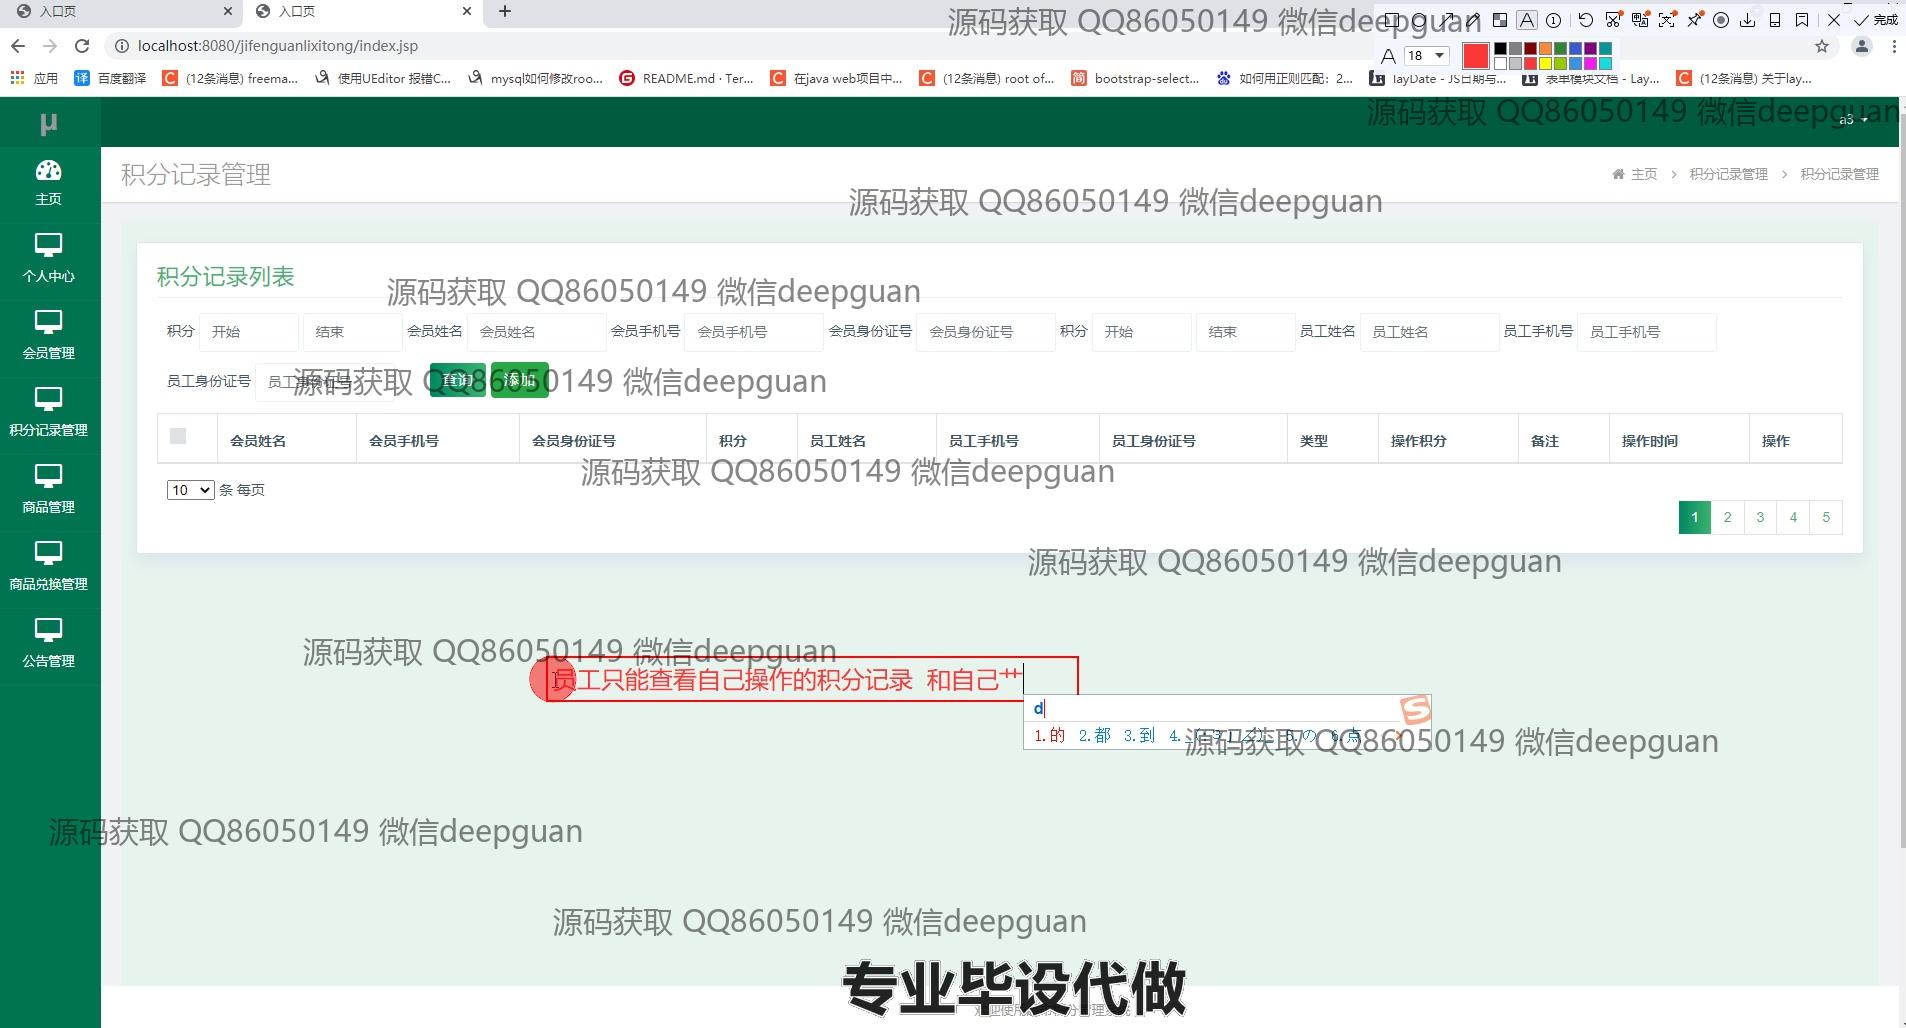 入口页
入口页
源码获取 QQ86050149 微信deepguan
完成
localhost:8080/jifenguanlixitong/index.jsp
18
应用
百度翻译
(12条消息) freema...
使用UEditor 报错C...
mysql如何修改roo...
README.md · Ter...
在java web项目中...
(12条消息) root of...
bootstrap-select...
如何用正则匹配：2...
layDate - JS日期与...
表单模块文档 - Lay...
(12条消息) 关于lay...
源码获取 QQ86050149 微信deepguan
μ
a3
主页
个人中心
会员管理
积分记录管理
商品管理
商品兑换管理
公告管理
积分记录管理
主页 > 积分记录管理 > 积分记录管理
源码获取 QQ86050149 微信deepguan
积分记录列表
源码获取 QQ86050149 微信deepguan
积分 开始 结束 会员姓名 会员姓名 会员手机号 会员手机号 会员身份证号 会员身份证号 积分 开始 结束 员工姓名 员工姓名 员工手机号 员工手机号
员工身份证号 员工身份证号 查询 添加
源码获取 QQ86050149 微信deepguan
会员姓名 会员手机号 会员身份证号 积分 员工姓名 员工手机号 员工身份证号 类型 操作积分 备注 操作时间 操作
源码获取 QQ86050149 微信deepguan
10 条 每页
1 2 3 4 5
源码获取 QQ86050149 微信deepguan
源码获取 QQ86050149 微信deepguan
员工只能查看自己操作的积分记录 和自己艹
d
1.的 2.都 3.到 4. 5.の 6.点
源码获取 QQ86050149 微信deepguan
源码获取 QQ86050149 微信deepguan
源码获取 QQ86050149 微信deepguan
专业毕设代做